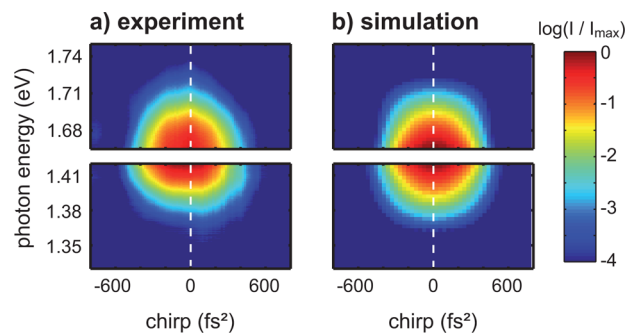 a) experiment
b) simulation
log(I / Imax)
photon energy (eV)
1.74
1.71
1.68
1.41
1.38
1.35
-600
0
600
chirp (fs²)
-600
0
600
chirp (fs²)
0
-1
-2
-3
-4